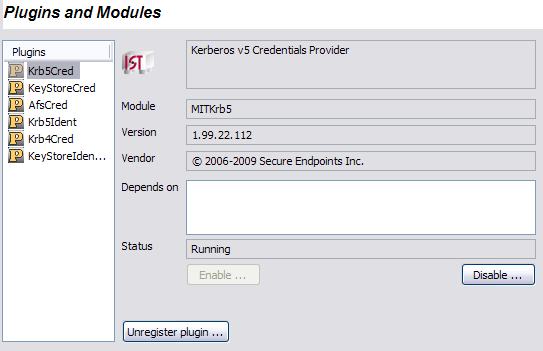 Plugins and Modules
Plugins
Krb5Cred
KeyStoreCred
AfsCred
Krb5Ident
Krb4Cred
KeyStoreIden...
IST
Kerberos v5 Credentials Provider
Module
MITKrb5
Version
1.99.22.112
Vendor
© 2006-2009 Secure Endpoints Inc.
Depends on
Status
Running
Enable ...
Disable ...
Unregister plugin ...